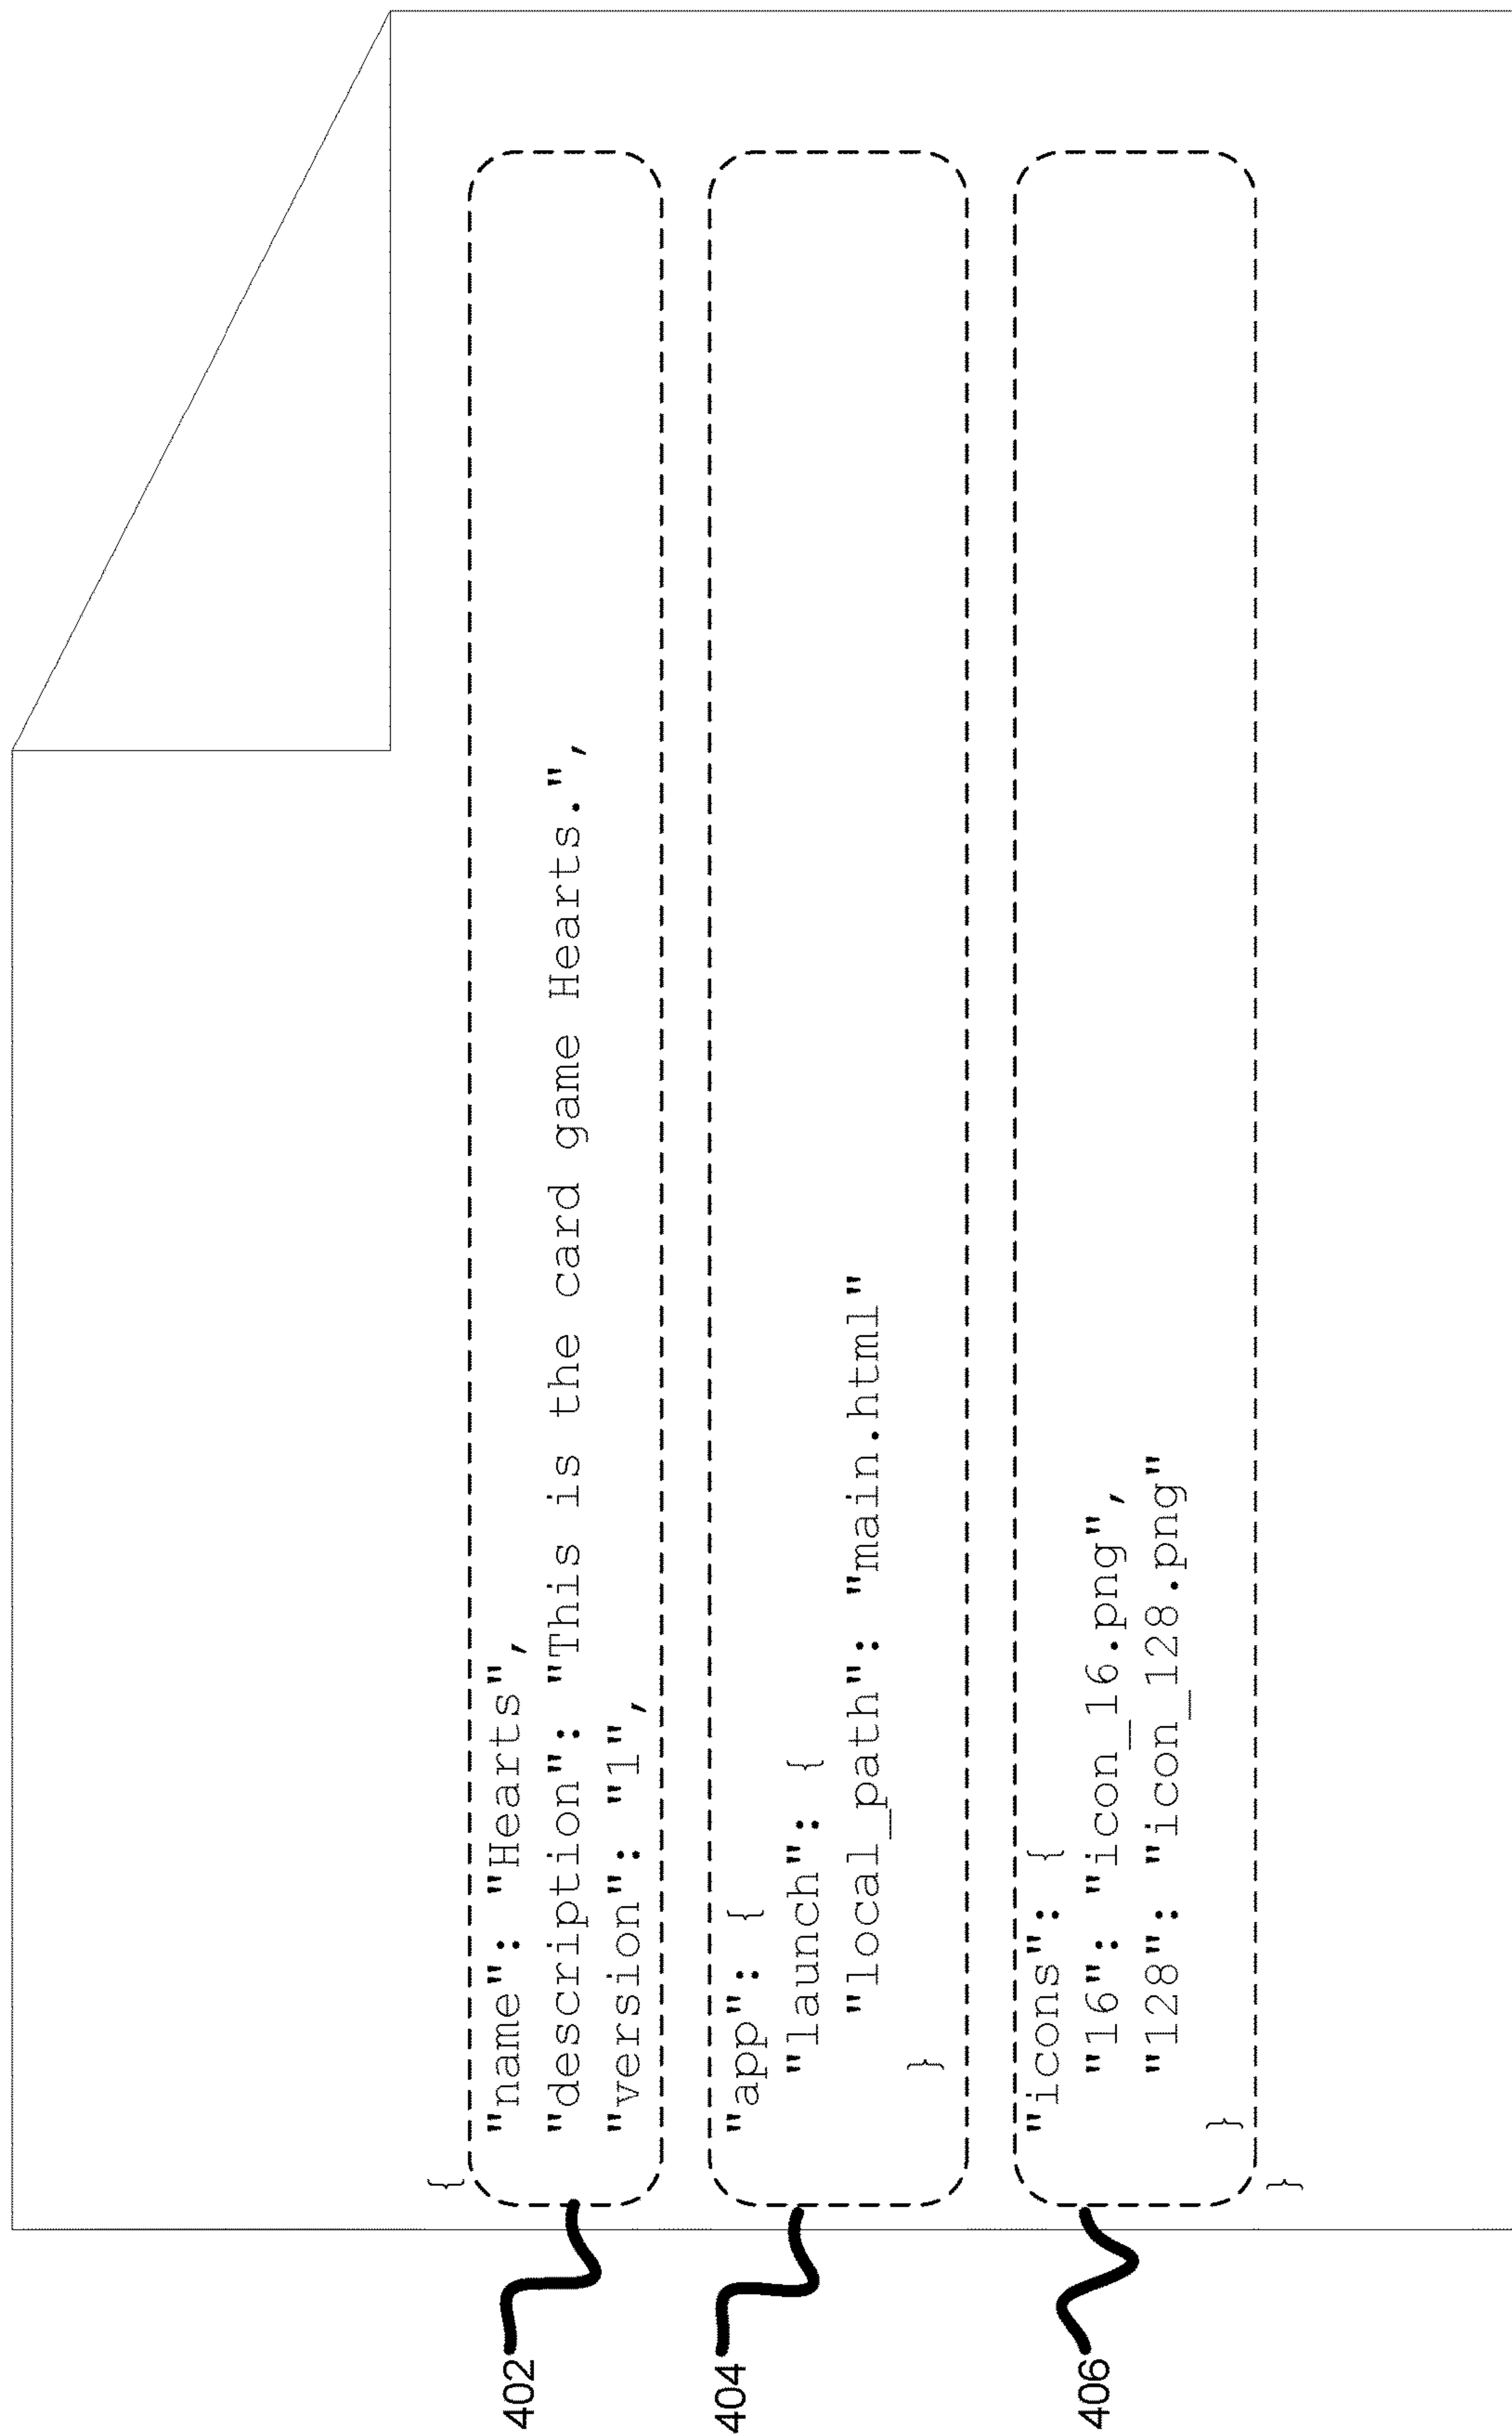 {
402
"name": "Hearts",
"description": "This is the card game Hearts.",
"version": "1",
404
"app": {
"launch": {
"local_path": "main.html"
}
406
"icons": {
"16": "icon_16.png",
"128": "icon_128.png"
}
}